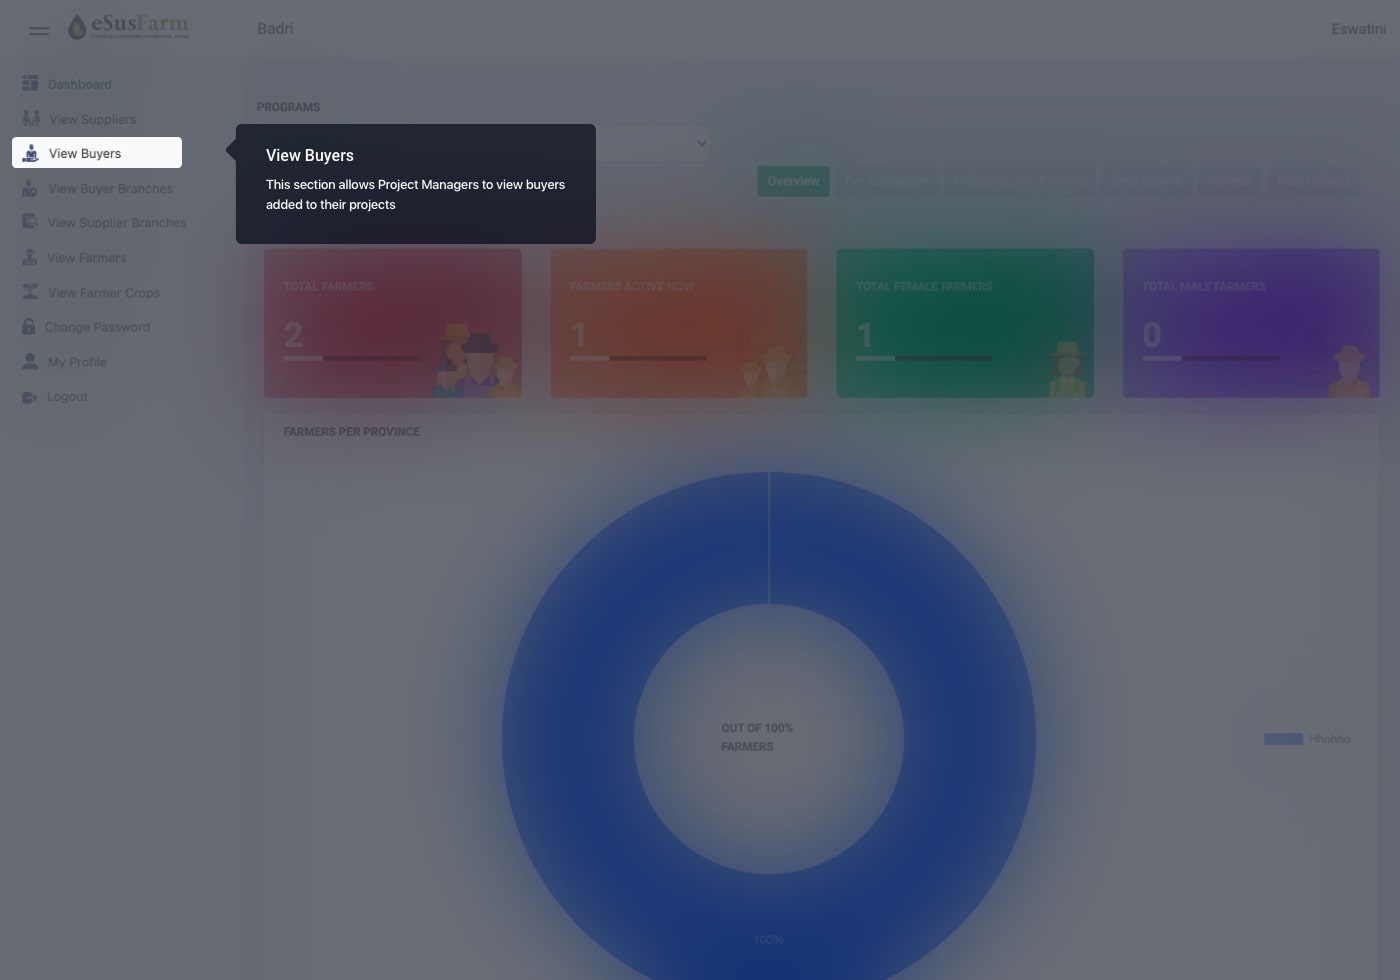 eSusFarm
Badri
Eswatini
Dashboard
View Suppliers
View Buyers
View Buyer Branches
View Supplier Branches
View Farmers
View Farmer Crops
Change Password
My Profile
Logout
PROGRAMS
View Buyers
This section allows Project Managers to view buyers
added to their projects
Overview
Pre Cultivation
Ploughing And Planting
Crop Growth
Harvest
Post Harvest
TOTAL FARMERS
2
FARMERS ACTIVE NOW
1
TOTAL FEMALE FARMERS
1
TOTAL MALE FARMERS
0
FARMERS PER PROVINCE
OUT OF 100%
FARMERS
Hhohho
100%